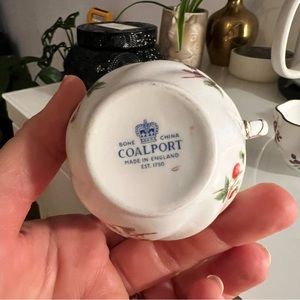 BONE CHINA
COALPORT
MADE IN ENGLAND
EST. 1750